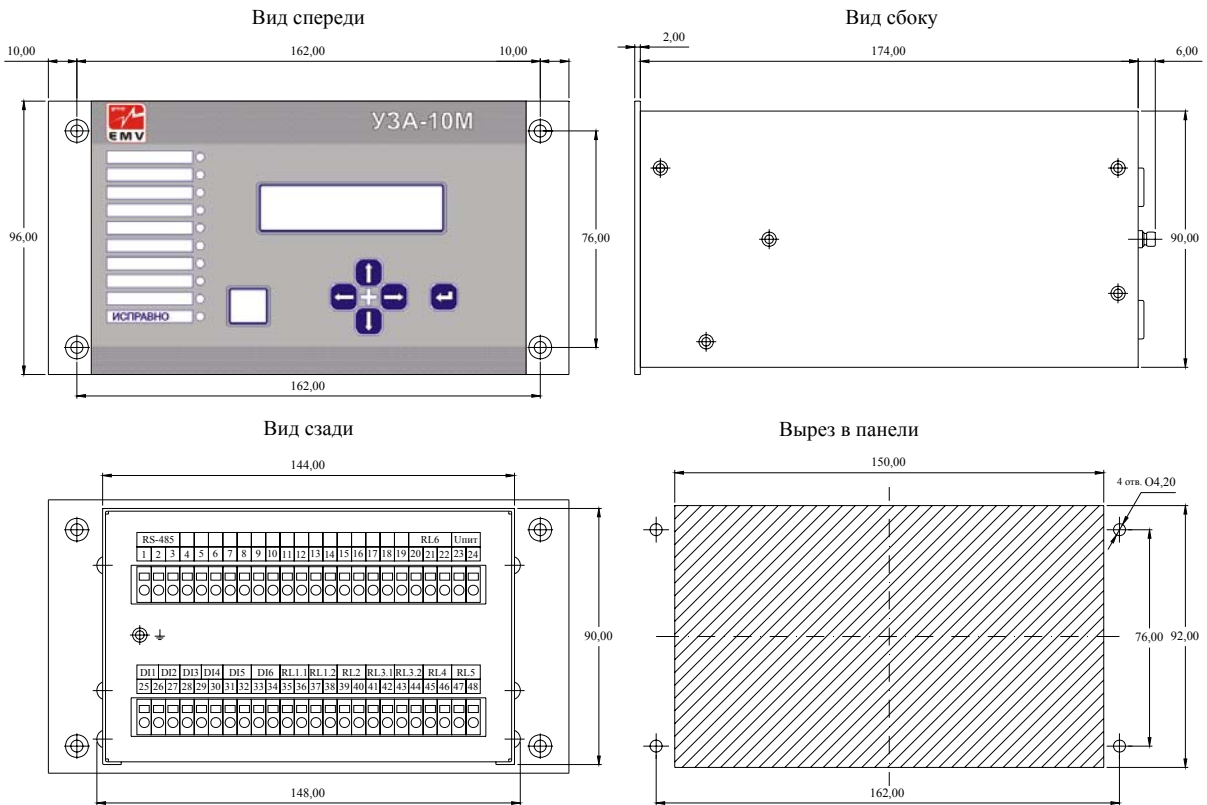 Вид спереди
10,00
162,00
10,00
96,00
76,00
group
EMV
УЗА-10М
ИСПРАВНО
162,00
Вид сбоку
2,00
174,00
6,00
90,00
Вид сзади
144,00
RS-485 RL6 Uпит
1 2 3 4 5 6 7 8 9 10 11 12 13 14 15 16 17 18 19 20 21 22 23 24
90,00
DI1 DI2 DI3 DI4 DI5 DI6 RL1.1 RL1.2 RL2 RL3.1 RL3.2 RL4 RL5
25 26 27 28 29 30 31 32 33 34 35 36 37 38 39 40 41 42 43 44 45 46 47 48
148,00
Вырез в панели
150,00
4 отв. O4,20
76,00
92,00
162,00